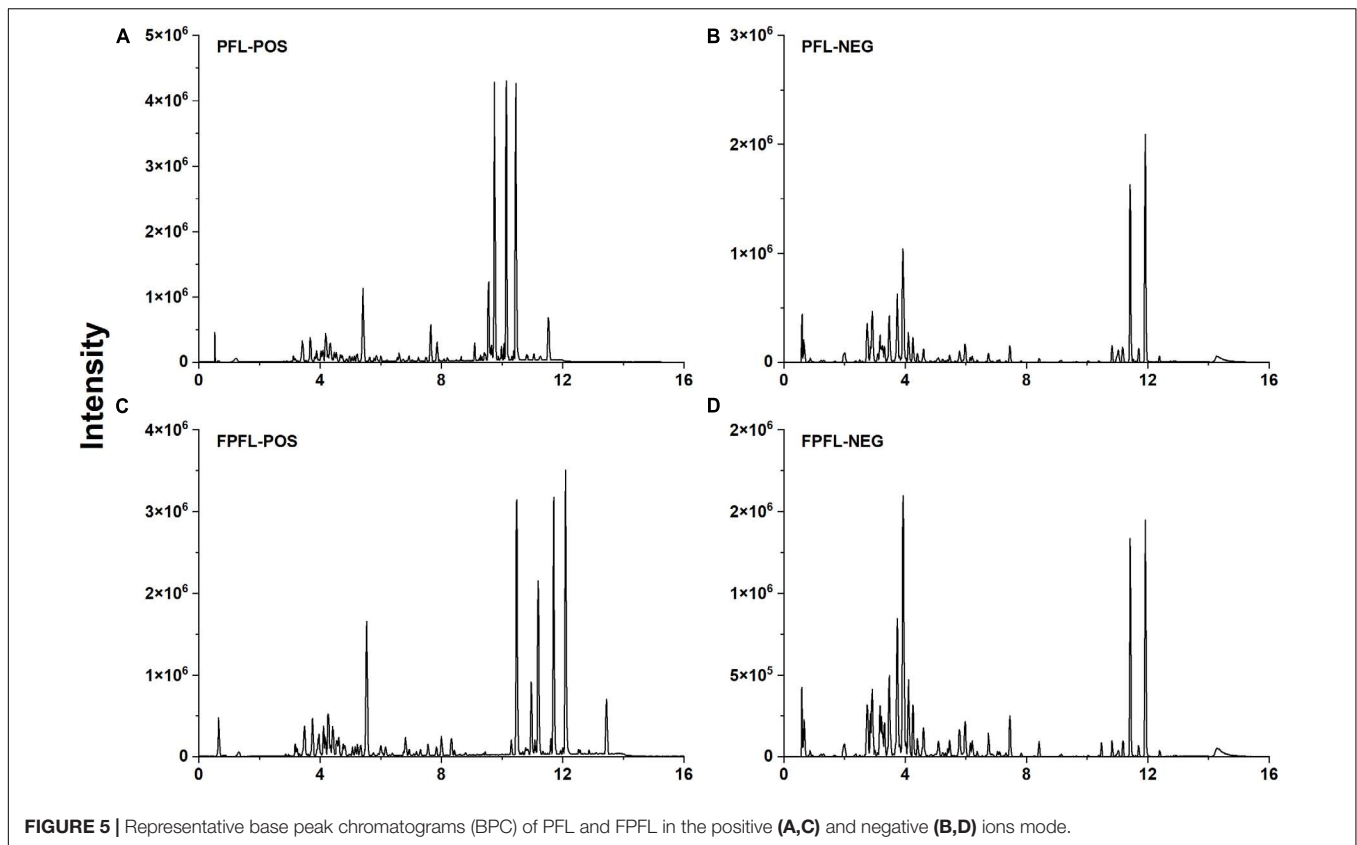 A
PFL-POS
5×10⁶
4×10⁶
3×10⁶
2×10⁶
1×10⁶
0
0 4 8 12 16
B
PFL-NEG
3×10⁶
2×10⁶
1×10⁶
0
0 4 8 12 16
Intensity
C
FPFL-POS
4×10⁶
3×10⁶
2×10⁶
1×10⁶
0
0 4 8 12 16
D
FPFL-NEG
2×10⁶
2×10⁶
1×10⁶
5×10⁵
0
0 4 8 12 16
FIGURE 5 | Representative base peak chromatograms (BPC) of PFL and FPFL in the positive (A,C) and negative (B,D) ions mode.